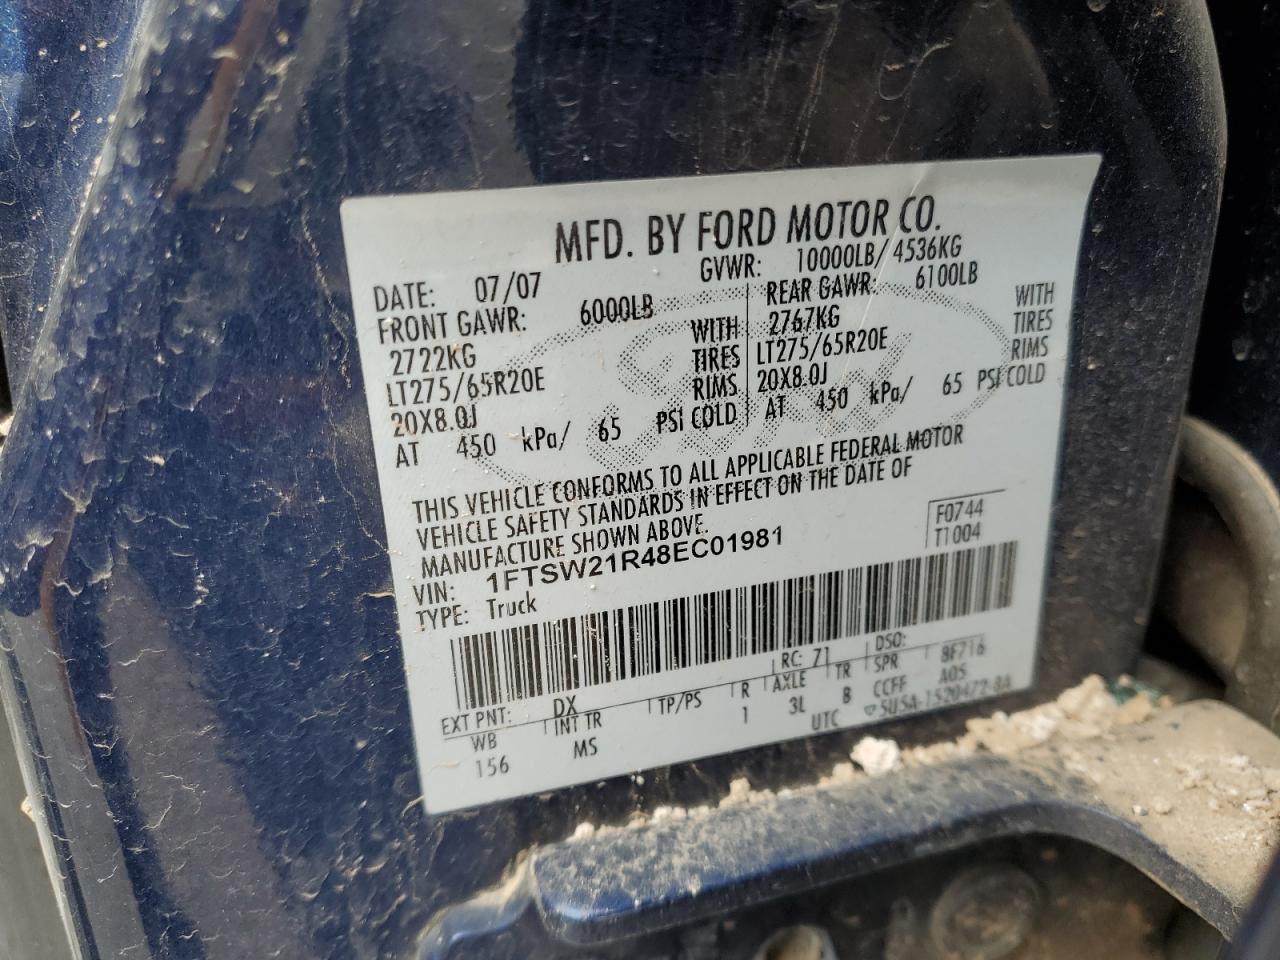 MFD. BY FORD MOTOR CO.
DATE: 07/07 GVWR: 10000LB/ 4536KG
FRONT GAWR: 6000LB
2722KG WITH
LT275/65R20E TIRES
20X8.0J RIMS
AT 450 kPa/ 65 PSI COLD
REAR GAWR: 6100LB
2767KG WITH
LT275/65R20E TIRES
20X8.0J RIMS
AT 450 kPa/ 65 PSI COLD
THIS VEHICLE CONFORMS TO ALL APPLICABLE FEDERAL MOTOR
VEHICLE SAFETY STANDARDS IN EFFECT ON THE DATE OF
MANUFACTURE SHOWN ABOVE.
VIN: 1FTSW21R48EC01981
TYPE: Truck
F0744
T1004
EXT PNT: DX RC: 71 DSO:
WB INT TR TP/PS R AXLE TR SPR 8F716
156 MS 1 3L B CCFF A05
UTC ▽5U5A-1520472-8A